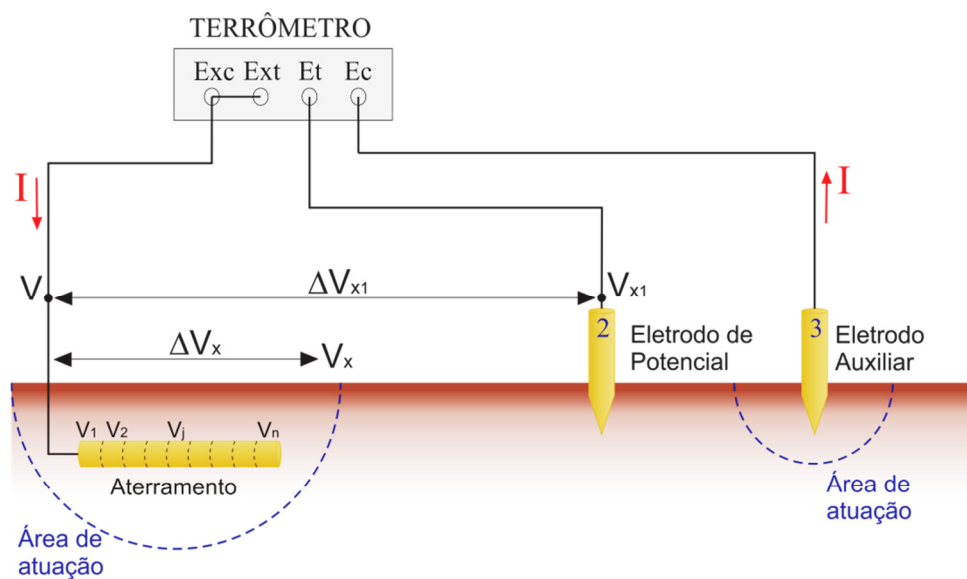 TERRÔMETRO
Exc Ext Et Ec
I
I
V
ΔVx1
Vx1
ΔVx
Vx
2
Eletrodo de
Potencial
3
Eletrodo
Auxiliar
V1 V2 Vj Vn
Aterramento
Área de
atuação
Área de
atuação